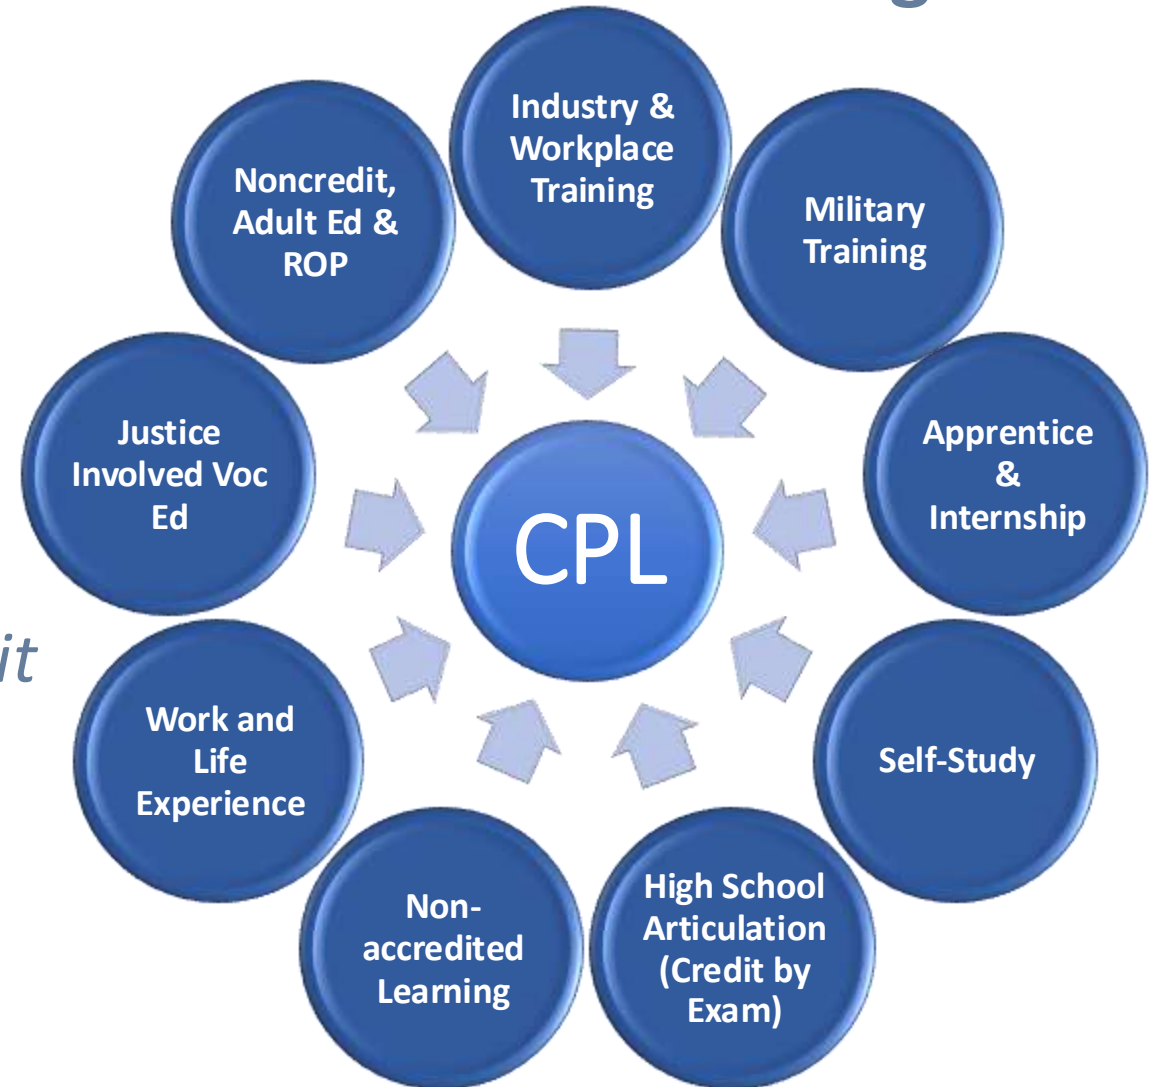 Industry &
Workplace
Training
Military
Training
Apprentice
&
Internship
Self-Study
High School
Articulation
(Credit by
Exam)
Non-
accredited
Learning
Work and
Life
Experience
Justice
Involved Voc
Ed
Noncredit,
Adult Ed &
ROP
CPL